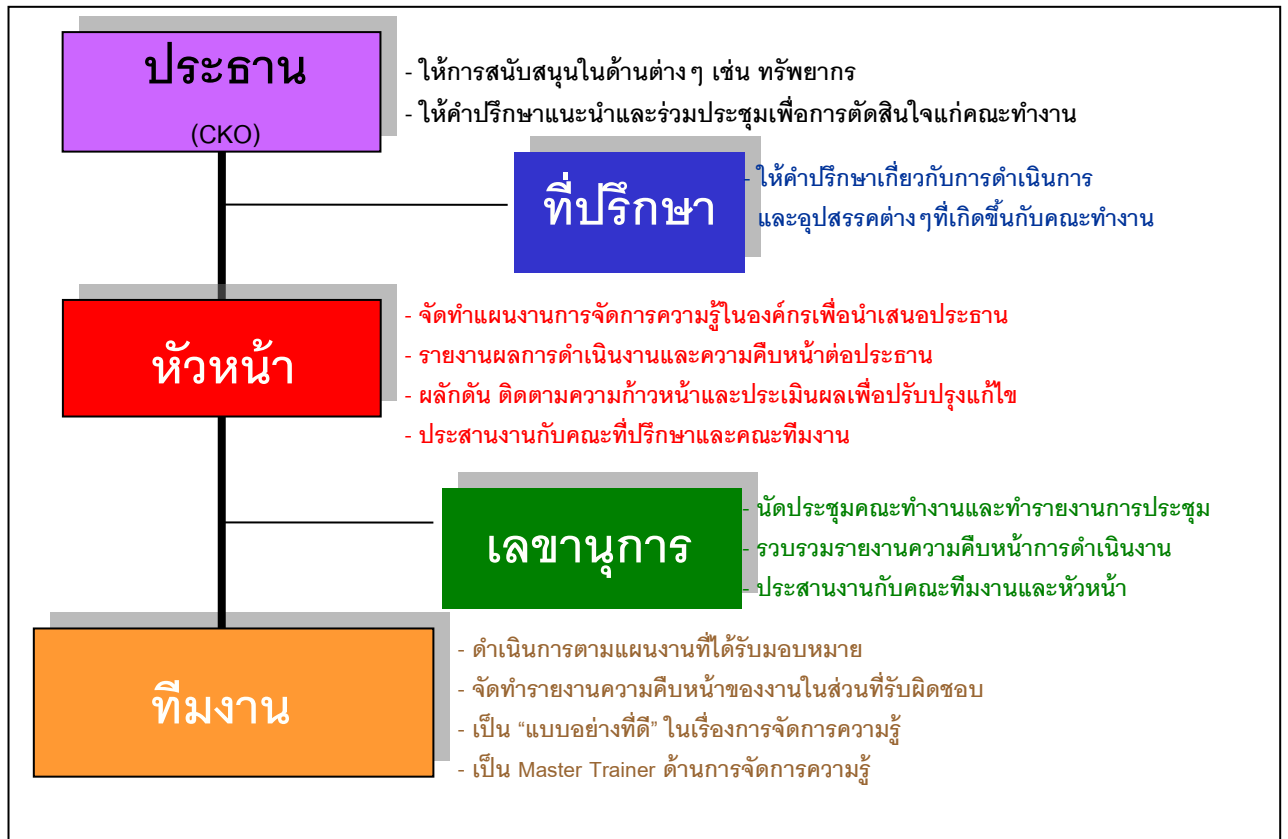 ประธาน
(CKO)
- ให้การสนับสนุนในด้านต่างๆ เช่น ทรัพยากร
- ให้คำปรึกษาแนะนำและร่วมประชุมเพื่อการตัดสินใจแก่คณะทำงาน
ที่ปรึกษา
- ให้คำปรึกษาเกี่ยวกับการดำเนินการ
และอุปสรรคต่างๆที่เกิดขึ้นกับคณะทำงาน
หัวหน้า
- จัดทำแผนงานการจัดการความรู้ในองค์กรเพื่อนำเสนอประธาน
- รายงานผลการดำเนินงานและความคืบหน้าต่อประธาน
- ผลักดัน ติดตามความก้าวหน้าและประเมินผลเพื่อปรับปรุงแก้ไข
- ประสานงานกับคณะที่ปรึกษาและคณะทีมงาน
เลขานุการ
- นัดประชุมคณะทำงานและทำรายงานการประชุม
- รวบรวมรายงานความคืบหน้าการดำเนินงาน
- ประสานงานกับคณะทีมงานและหัวหน้า
ทีมงาน
- ดำเนินการตามแผนงานที่ได้รับมอบหมาย
- จัดทำรายงานความคืบหน้าของงานในส่วนที่รับผิดชอบ
- เป็น “แบบอย่างที่ดี” ในเรื่องการจัดการความรู้
- เป็น Master Trainer ด้านการจัดการความรู้